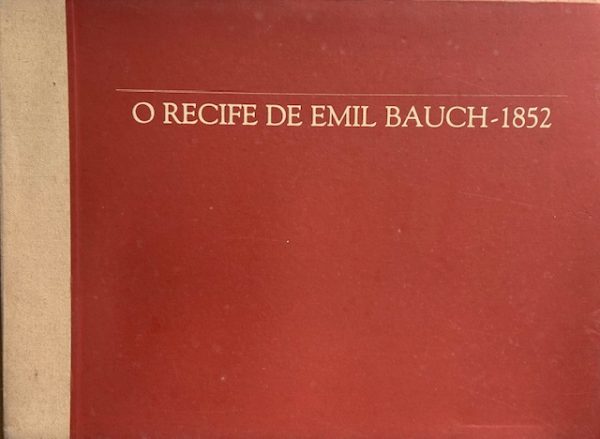 O RECIFE DE EMIL BAUCH-1852